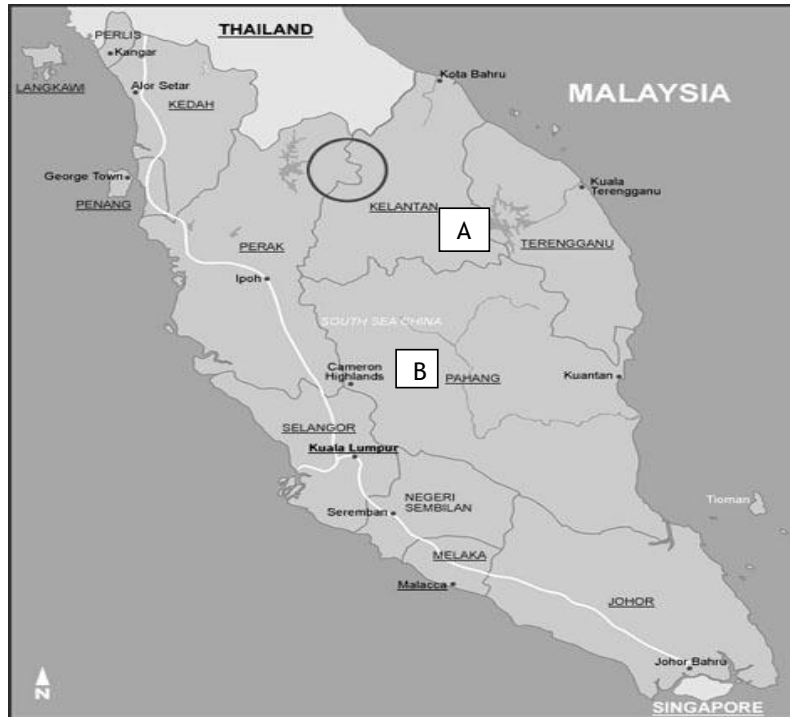 THAILAND
PERLIS
Kangar
LANGKAWI
Alor Setar
KEDAH
Kota Bahru
MALAYSIA
George Town
PENANG
Kuala
Terengganu
KELANTAN
A
TERENGGANU
PERAK
Ipoh
SOUTH SEA CHINA
Cameron
Highlands
B
PAHANG
Kuantan
SELANGOR
Kuala Lumpur
Tioman
NEGERI
SEMBILAN
Seremban
MELAKA
Malacca
JOHOR
Johor Bahru
N
SINGAPORE